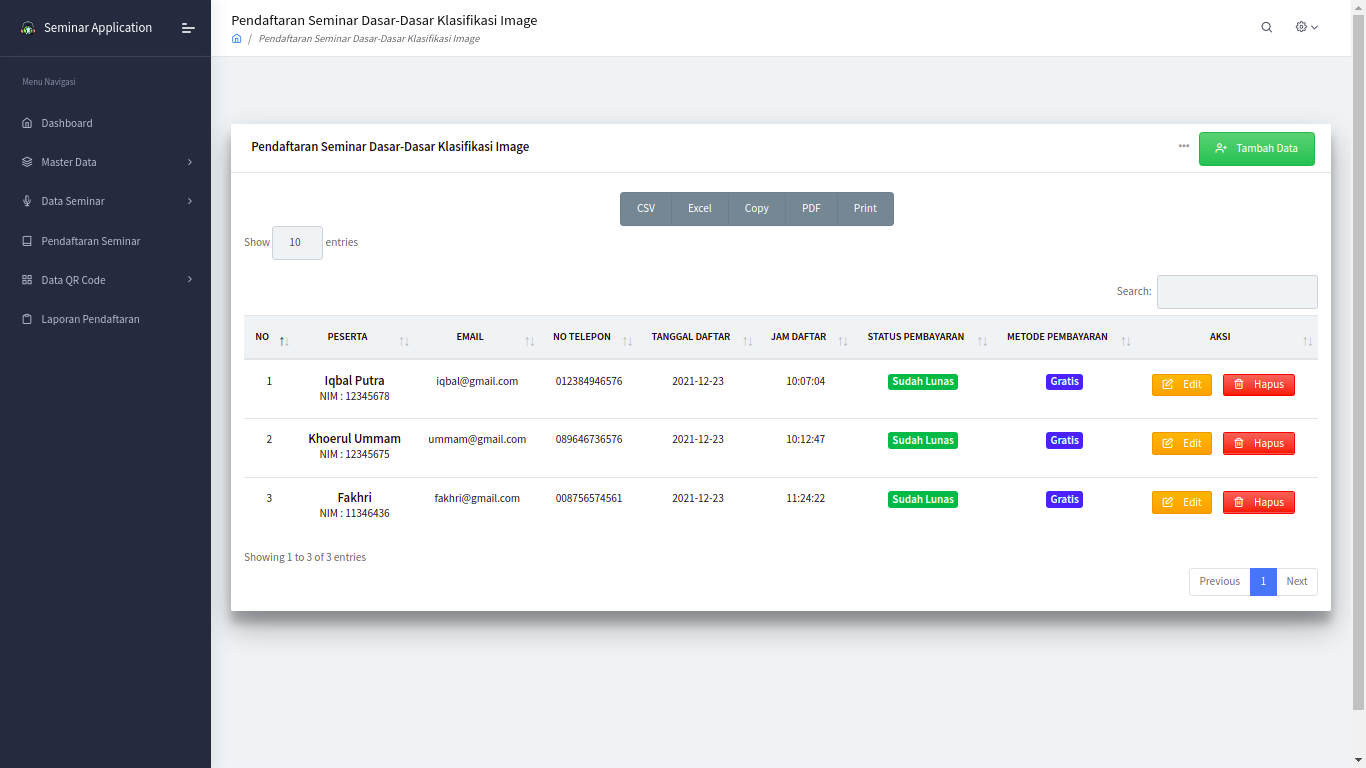 Seminar Application
Menu Navigasi
Dashboard
Master Data
Data Seminar
Pendaftaran Seminar
Data QR Code
Laporan Pendaftaran
Pendaftaran Seminar Dasar-Dasar Klasifikasi Image
/ Pendaftaran Seminar Dasar-Dasar Klasifikasi Image
Pendaftaran Seminar Dasar-Dasar Klasifikasi Image
Tambah Data
CSV Excel Copy PDF Print
Show 10 entries
Search:
NO PESERTA EMAIL NO TELEPON TANGGAL DAFTAR JAM DAFTAR STATUS PEMBAYARAN METODE PEMBAYARAN AKSI
1 Iqbal Putra iqbal@gmail.com 012384946576 2021-12-23 10:07:04 Sudah Lunas Gratis Edit Hapus
NIM : 12345678
2 Khoerul Ummam ummam@gmail.com 089646736576 2021-12-23 10:12:47 Sudah Lunas Gratis Edit Hapus
NIM : 12345675
3 Fakhri fakhri@gmail.com 008756574561 2021-12-23 11:24:22 Sudah Lunas Gratis Edit Hapus
NIM : 11346436
Showing 1 to 3 of 3 entries
Previous 1 Next